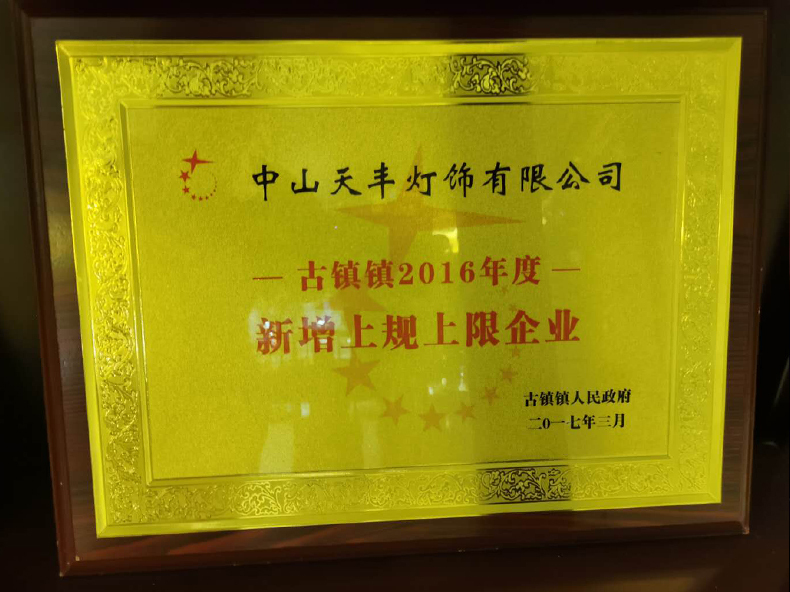 中山天丰灯饰有限公司
— 古镇镇2016年度 —
新增上规上限企业
古镇镇人民政府
二0一七年三月